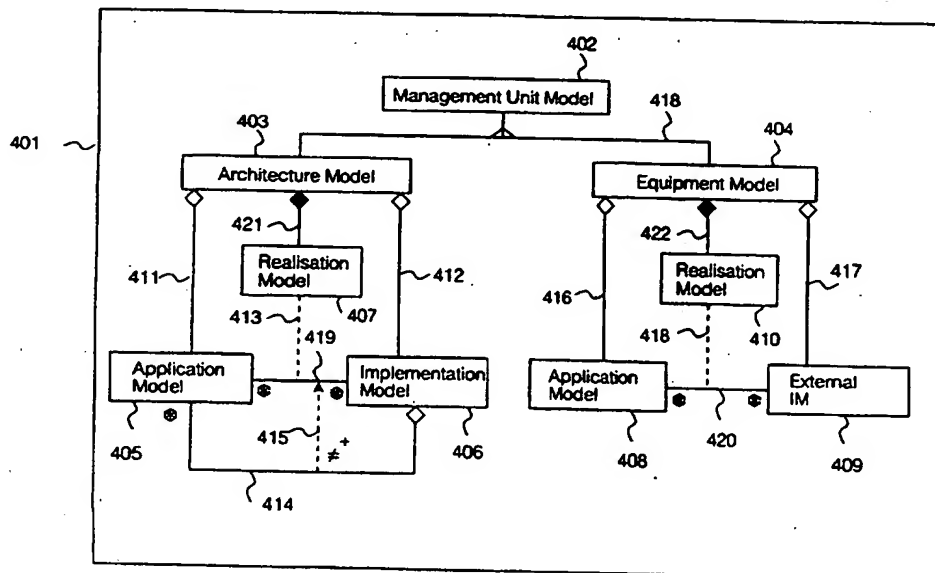 402
Management Unit Model
418
403
404
401
Architecture Model
Equipment Model
421
422
Realisation
Model
Realisation
Model
411
412
416
417
413
407
418
410
419
Application
Model
Implementation
Model
Application
Model
External
IM
415
≠+
405
406
408
420
409
414